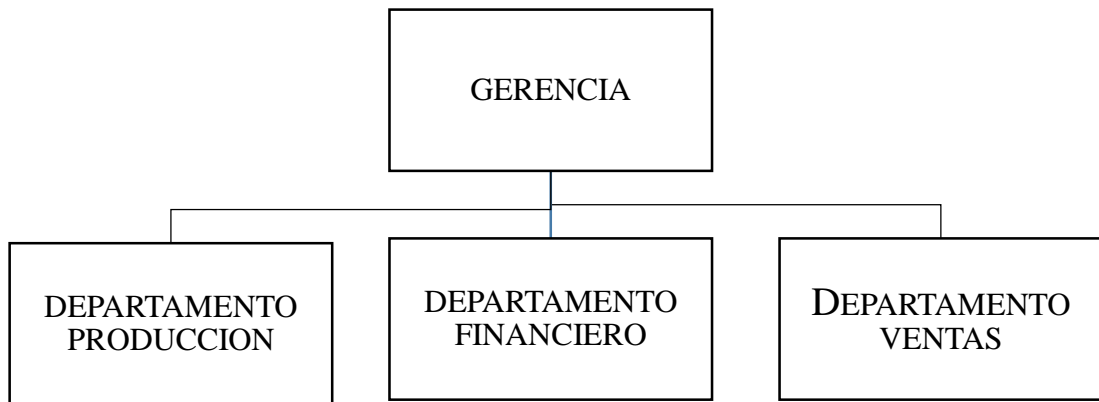 GERENCIA
DEPARTAMENTO
PRODUCCION
DEPARTAMENTO
FINANCIERO
DEPARTAMENTO
VENTAS